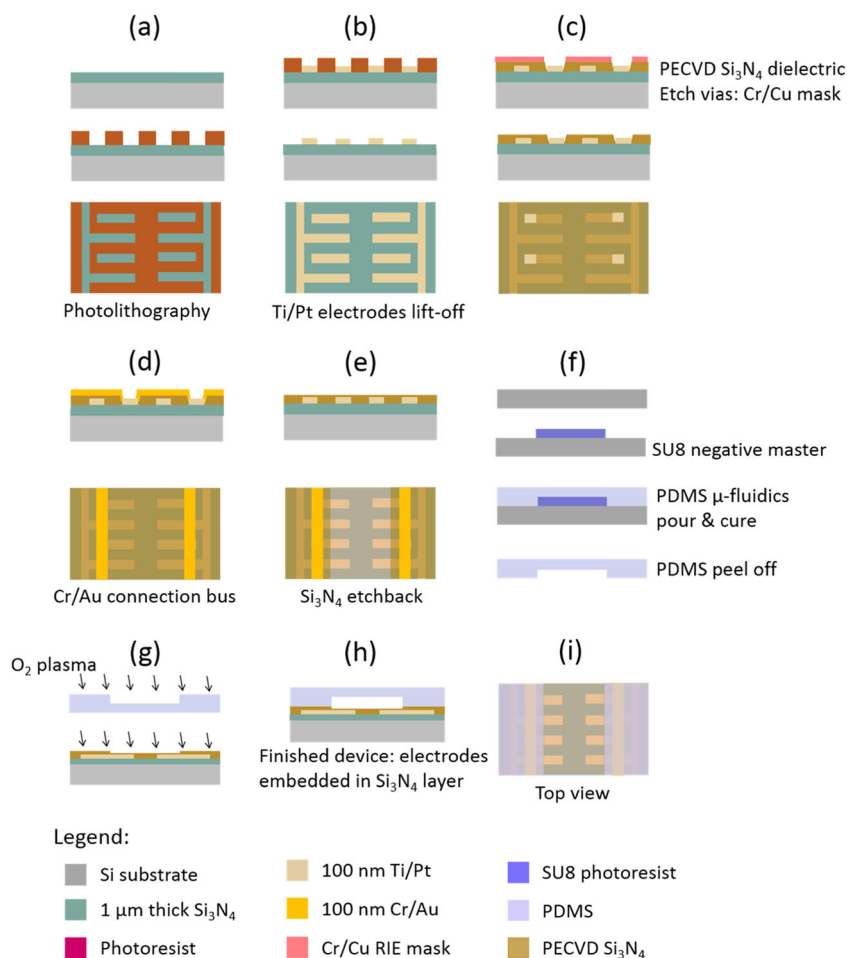 (a)
(b)
(c)
PECVD Si₃N₄ dielectric
Etch vias: Cr/Cu mask
Photolithography
Ti/Pt electrodes lift-off
(d)
(e)
(f)
SU8 negative master
PDMS μ-fluidics
pour & cure
PDMS peel off
Cr/Au connection bus
Si₃N₄ etchback
(g)
(h)
(i)
O₂ plasma
Finished device: electrodes
embedded in Si₃N₄ layer
Top view
Legend:
Si substrate
100 nm Ti/Pt
SU8 photoresist
1 μm thick Si₃N₄
100 nm Cr/Au
PDMS
Photoresist
Cr/Cu RIE mask
PECVD Si₃N₄